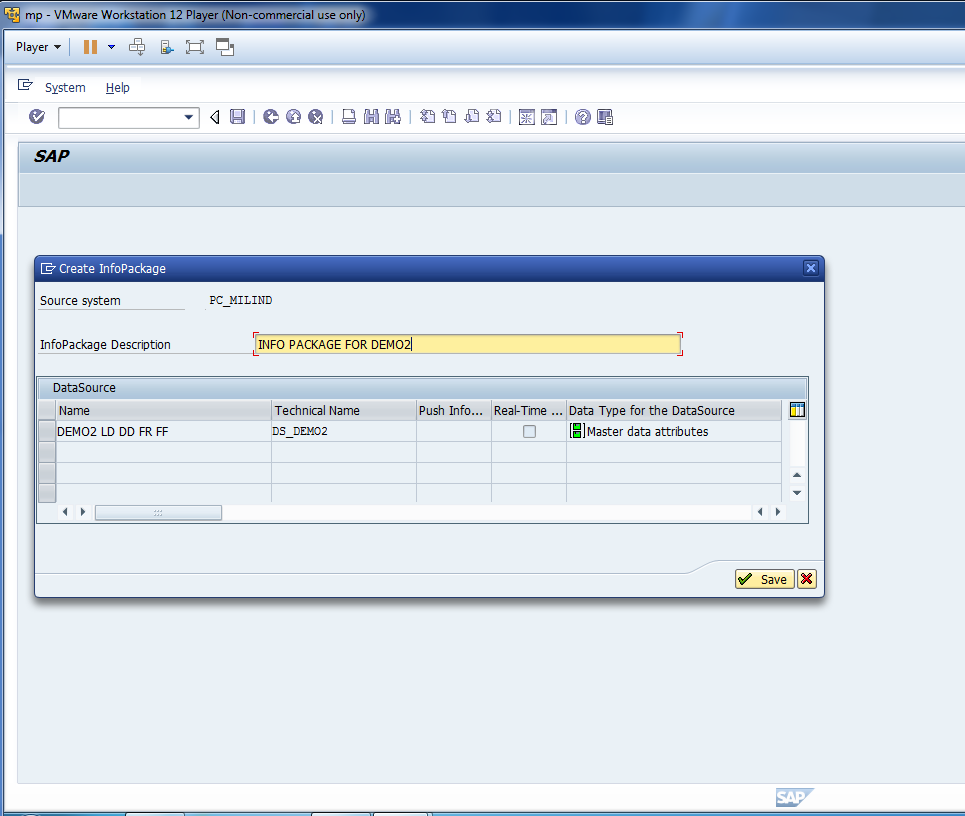 mp - VMware Workstation 12 Player (Non-commercial use only)
Player
System Help
SAP
Create InfoPackage
Source system PC_MILIND
InfoPackage Description INFO PACKAGE FOR DEMO2
DataSource
Name Technical Name Push Info... Real-Time ... Data Type for the DataSource
DEMO2 LD DD FR FF DS_DEMO2 Master data attributes
Save
SAP